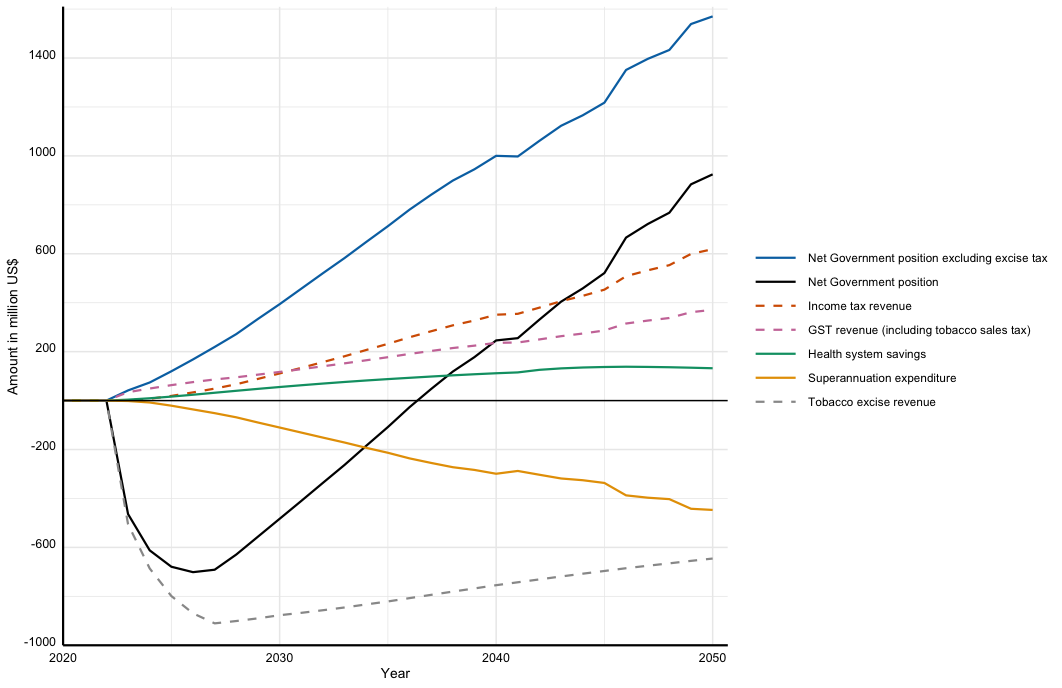 Amount in million US$
1400
1000
600
200
-200
-600
-1000
2020
2030
2040
2050
Year
Net Government position excluding excise tax
Net Government position
Income tax revenue
GST revenue (including tobacco sales tax)
Health system savings
Superannuation expenditure
Tobacco excise revenue